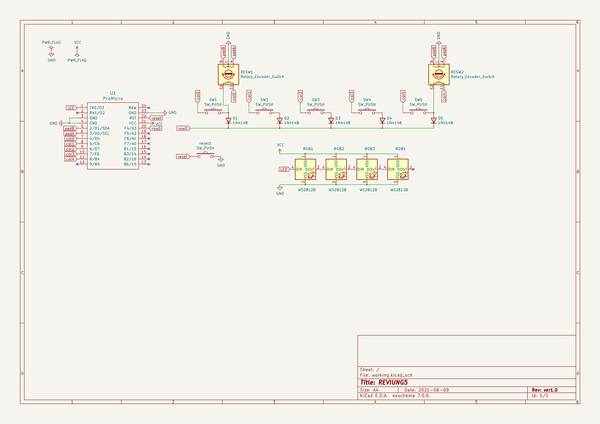 PWR_FLAG
VCC
GND
PWR_FLAG
U1
ProMicro
TX0/D3
RX1/D2
GND
GND
2/D1/SDA
3/D0/SCL
4/D4
5/C6
6/D7
7/E6
8/B4
9/B5
RAW
GND
RST
VCC
F4/A3
F5/A2
F6/A1
F7/A0
B1/15
B3/14
B2/16
B6/10
GND
GND
VCC
reset
GND
RESW1
Rotary_Encoder_Switch
GND
RESW2
Rotary_Encoder_Switch
SW1
SW_PUSH
SW2
SW_PUSH
SW3
SW_PUSH
SW4
SW_PUSH
SW5
SW_PUSH
D1
1N4148
D2
1N4148
D3
1N4148
D4
1N4148
D5
1N4148
row0
reset1
SW_PUSH
reset
GND
VCC
RGB1
RGB2
RGB3
RGB4
LED
WS2812B
WS2812B
WS2812B
WS2812B
GND
Sheet: /
File: working.kicad_sch
Title: REVIUNG5
Size: A4
Date: 2021-06-09
Rev: ver1.0
KiCad E.D.A. eeschema 7.0.6
Id: 1/1